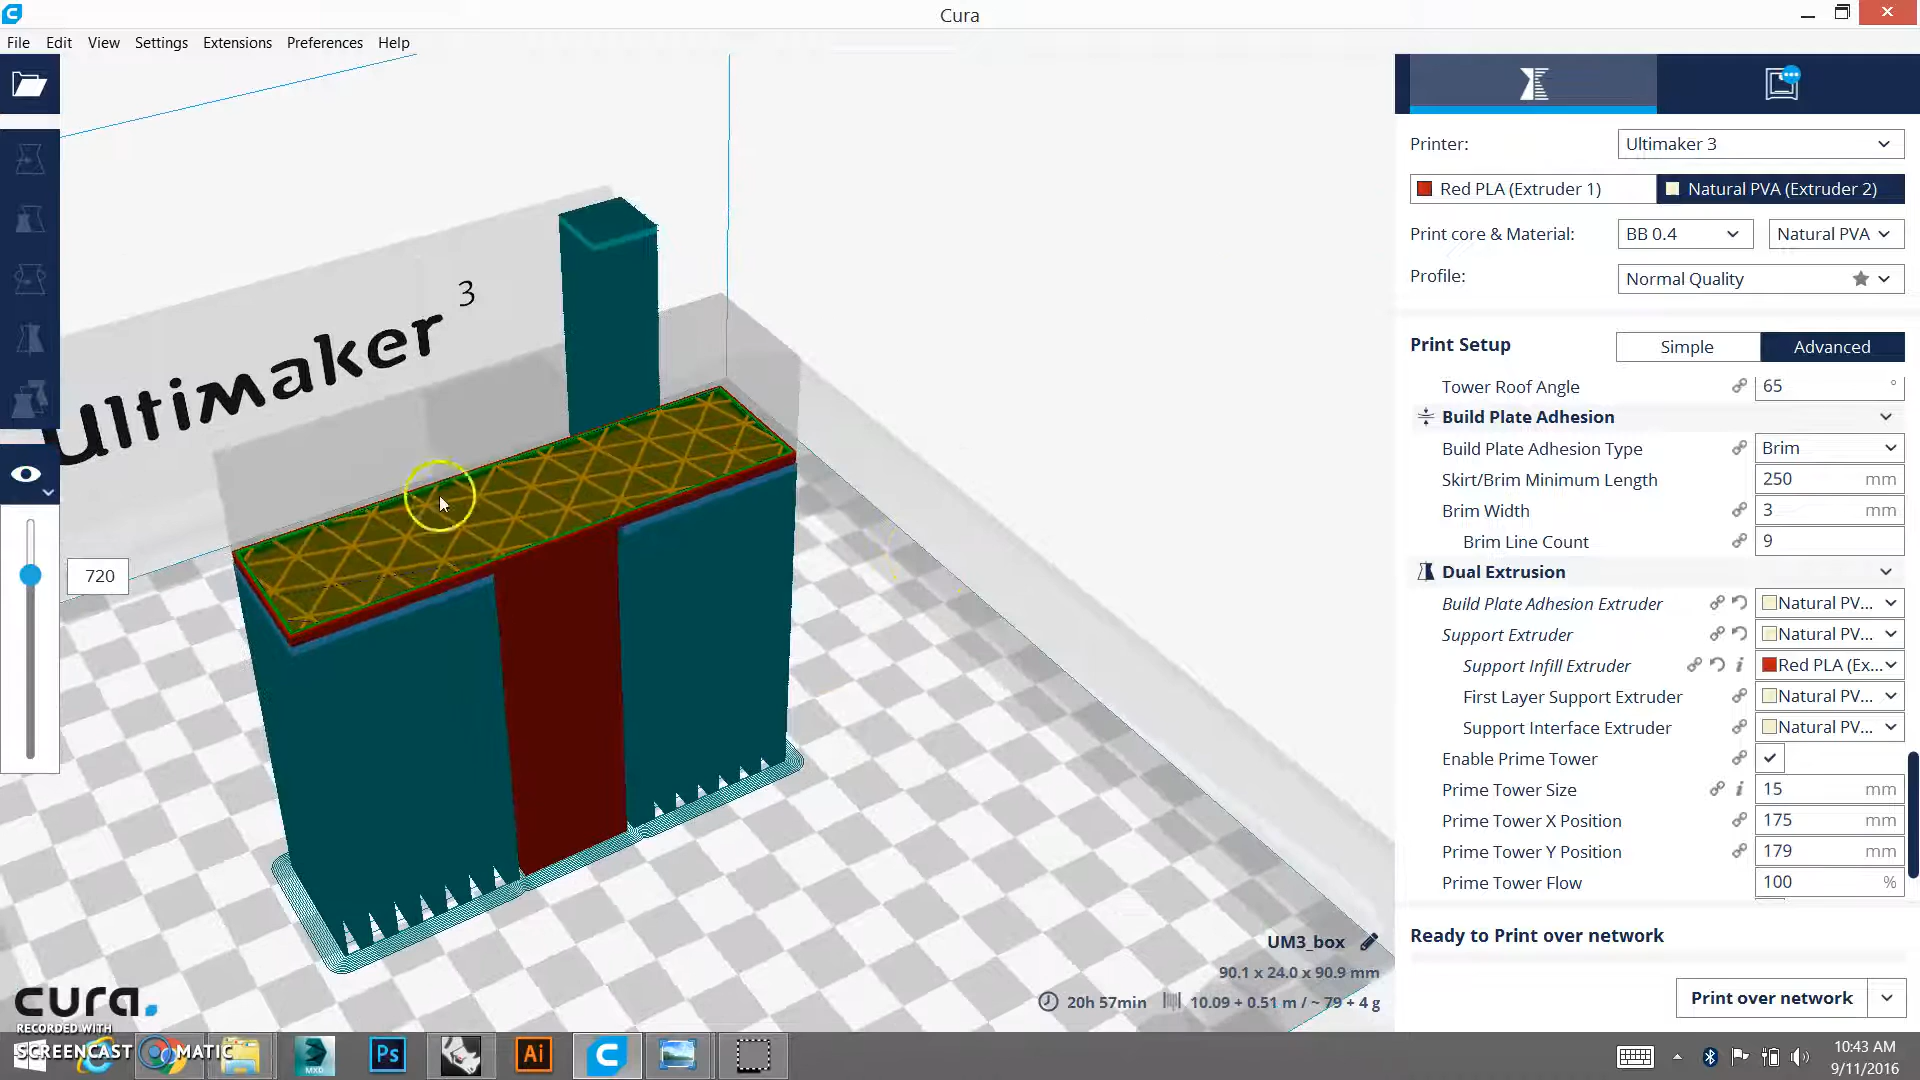 Cura
File Edit View Settings Extensions Preferences Help
Printer: Ultimaker 3
Red PLA (Extruder 1) Natural PVA (Extruder 2)
Print core & Material: BB 0.4 Natural PVA
Profile: Normal Quality
Print Setup Simple Advanced
Tower Roof Angle 65 °
Build Plate Adhesion
Build Plate Adhesion Type Brim
Skirt/Brim Minimum Length 250 mm
Brim Width 3 mm
Brim Line Count 9
Dual Extrusion
Build Plate Adhesion Extruder Natural PV...
Support Extruder Natural PV...
Support Infill Extruder Red PLA (Ex...
First Layer Support Extruder Natural PV...
Support Interface Extruder Natural PV...
Enable Prime Tower
Prime Tower Size 15 mm
Prime Tower X Position 175 mm
Prime Tower Y Position 179 mm
Prime Tower Flow 100 %
Ready to Print over network
Print over network
Ultimaker 3
720
UM3_box
90.1 x 24.0 x 90.9 mm
20h 57min 10.09 + 0.51 m / ~ 79 + 4 g
cura.
RECORDED WITH
SCREENCAST MATIC
MXD Ps Ai
10:43 AM
9/11/2016